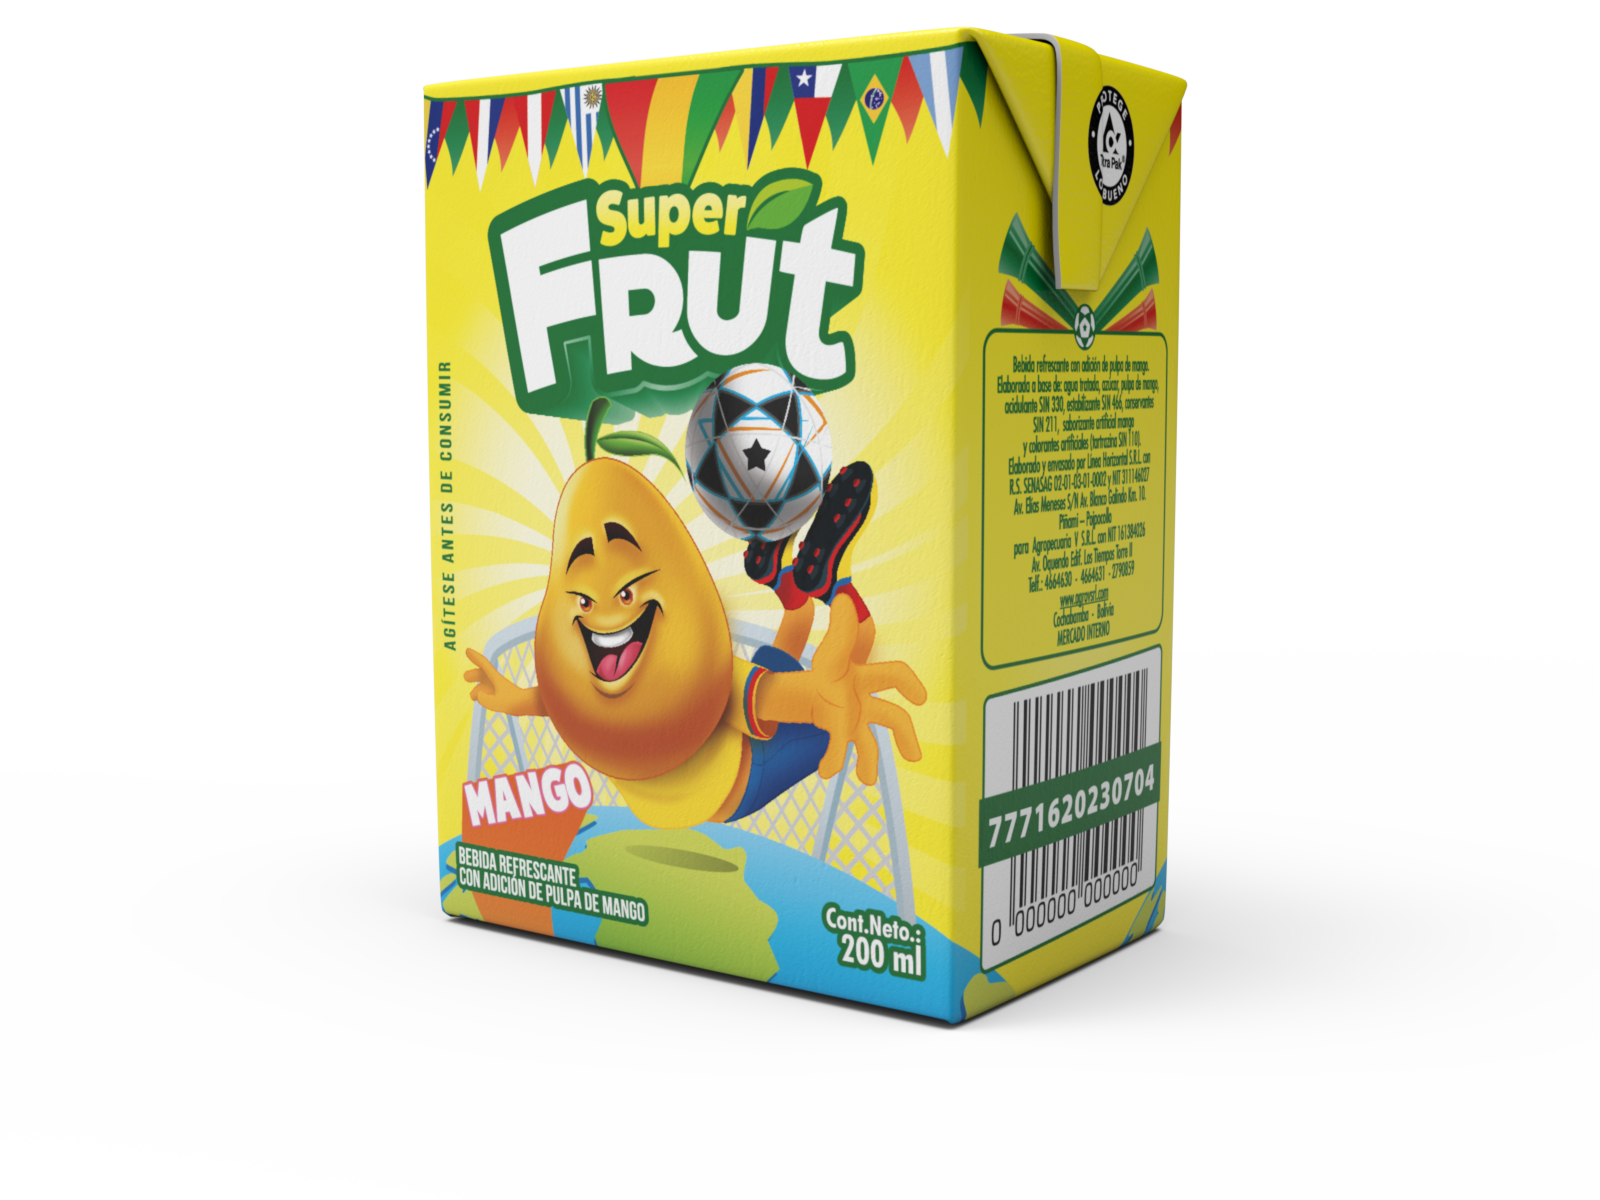 Super
FRUt
AGÍTESE ANTES DE CONSUMIR
MANGO
BEBIDA REFRESCANTE
CON ADICIÓN DE PULPA DE MANGO
Cont.Neto.:
200 ml
PROTEGE
Tetra Pak®
LO BUENO
Bebida refrescante con adición de pulpa de mango.
Elaborada a base de: agua tratada, azúcar, pulpa de mango,
acidulante SIN 330, estabilizante SIN 466, conservantes
SIN 211, saborizante artificial mango
y colorantes artificiales (tartrazina SIN 110).
Elaborado y envasado por Linea Horizontal S.R.L. con
R.S. SENASAG 02-01-03-01-0002 y NIT 311146027
Av. Elías Meneses S/N Av. Blanco Galindo Km. 10.
Piñami – Pojpocollo
para Agropecuaria V S.R.L. con NIT 161384026
Av. Oquendo Edif. Los Tiempos Torre II
Telf.: 4664630 - 4664631 - 2790859
www.agrovsrl.com
Cochabamba - Bolivia
MERCADO INTERNO
7771620230704
0 000000 000000